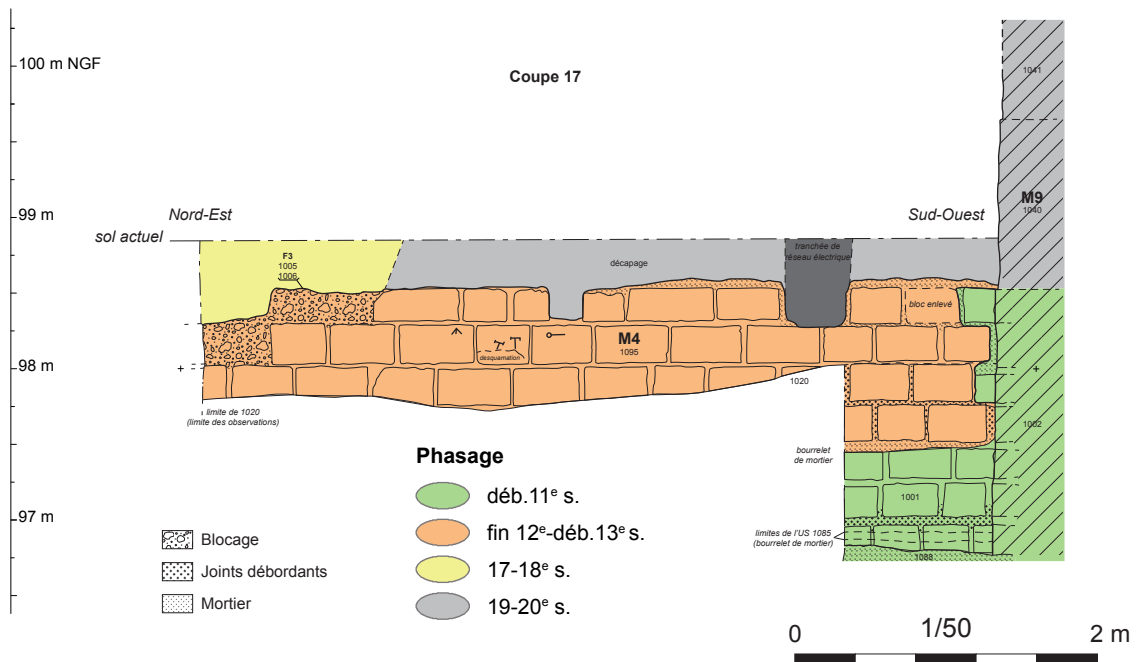 100 m NGF
Coupe 17
1041
M9
1040
99 m
Nord-Est
Sud-Ouest
sol actuel
F3
1005
1006
décapage
tranchée de
réseau électrique
bloc enlevé
M4
1095
desquamation
98 m
1020
limite de 1020
(limite des observations)
1002
bourrelet
de mortier
Phasage
déb.11e s.
1001
97 m
fin 12e-déb.13e s.
limites de l'US 1085
(bourrelet de mortier)
1088
Blocage
Joints débordants
Mortier
17-18e s.
19-20e s.
0 1/50 2 m